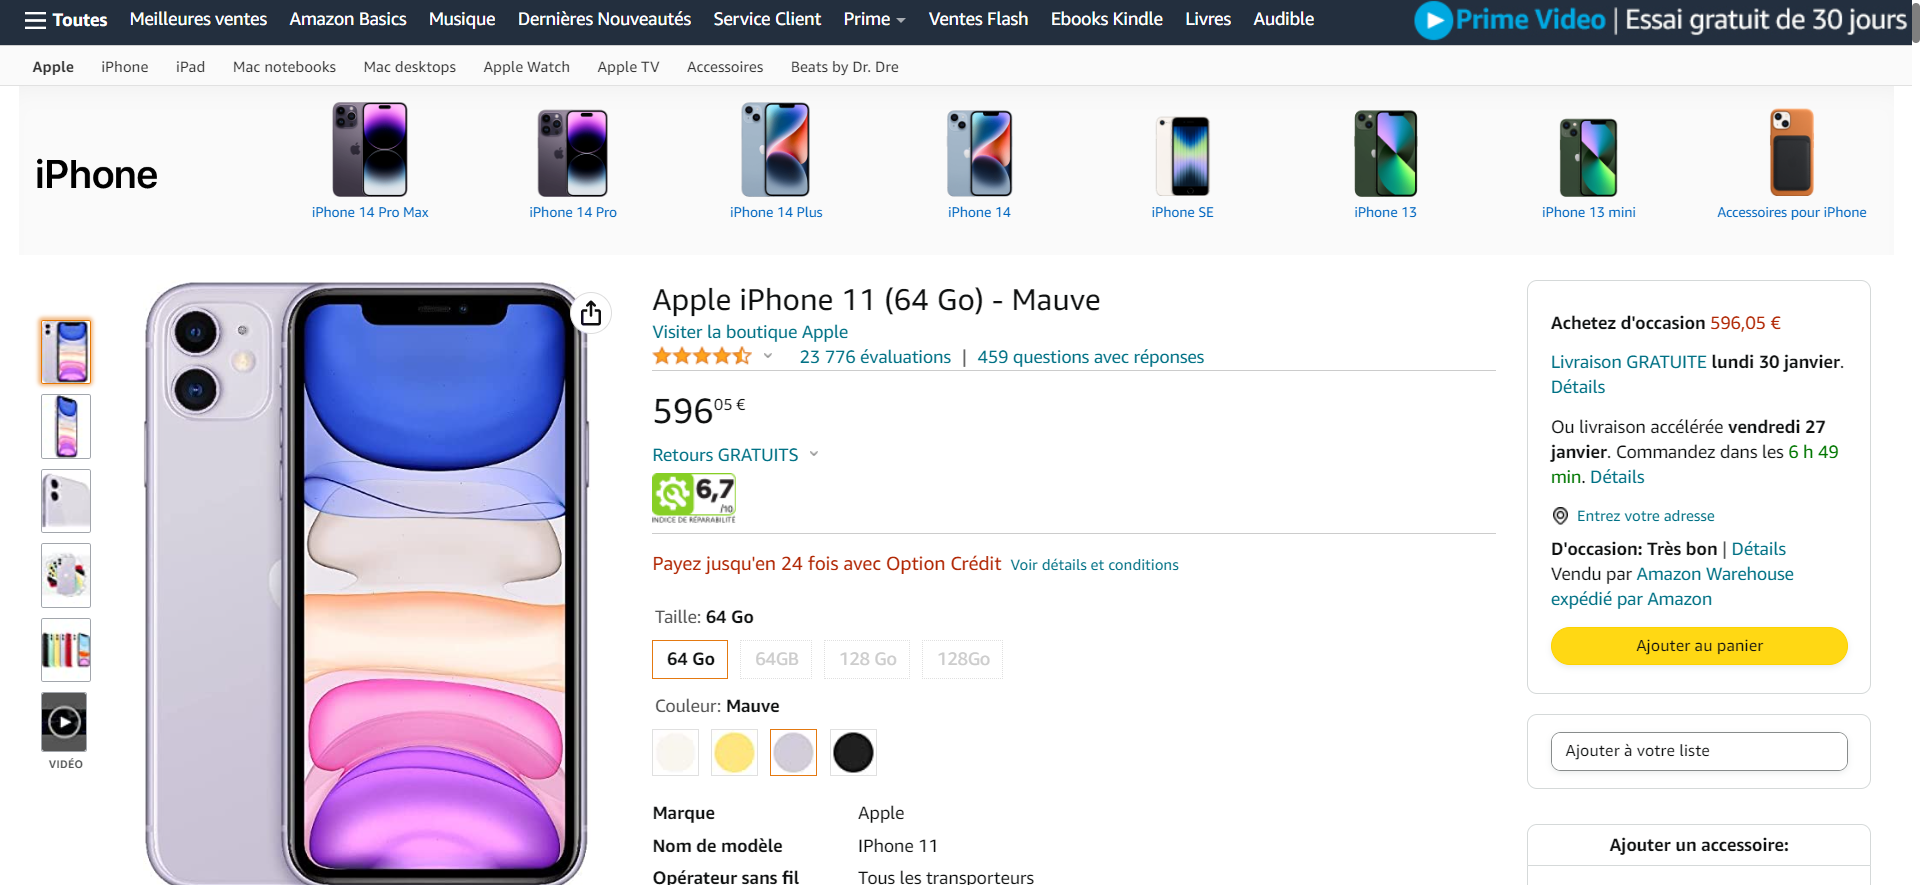 Toutes Meilleures ventes Amazon Basics Musique Dernières Nouveautés Service Client Prime Ventes Flash Ebooks Kindle Livres Audible prime video | Essai gratuit de 30 jours
Apple iPhone iPad Mac notebooks Mac desktops Apple Watch Apple TV Accessoires Beats by Dr. Dre
iPhone
iPhone 14 Pro Max iPhone 14 Pro iPhone 14 Plus iPhone 14 iPhone SE iPhone 13 iPhone 13 mini Accessoires pour iPhone
VIDÉO
Apple iPhone 11 (64 Go) - Mauve
Visiter la boutique Apple
23 776 évaluations | 459 questions avec réponses
596,05 €
Retours GRATUITS
6,7 /10
INDICE DE RÉPARABILITÉ
Payez jusqu'en 24 fois avec Option Crédit Voir détails et conditions
Taille: 64 Go
64 Go 64GB 128 Go 128Go
Couleur: Mauve
Marque Apple
Nom de modèle IPhone 11
Opérateur sans fil Tous les transporteurs
Achetez d'occasion 596,05 €
Livraison GRATUITE lundi 30 janvier.
Détails
Ou livraison accélérée vendredi 27
janvier. Commandez dans les 6 h 49
min. Détails
Entrez votre adresse
D'occasion: Très bon | Détails
Vendu par Amazon Warehouse
expédié par Amazon
Ajouter au panier
Ajouter à votre liste
Ajouter un accessoire: